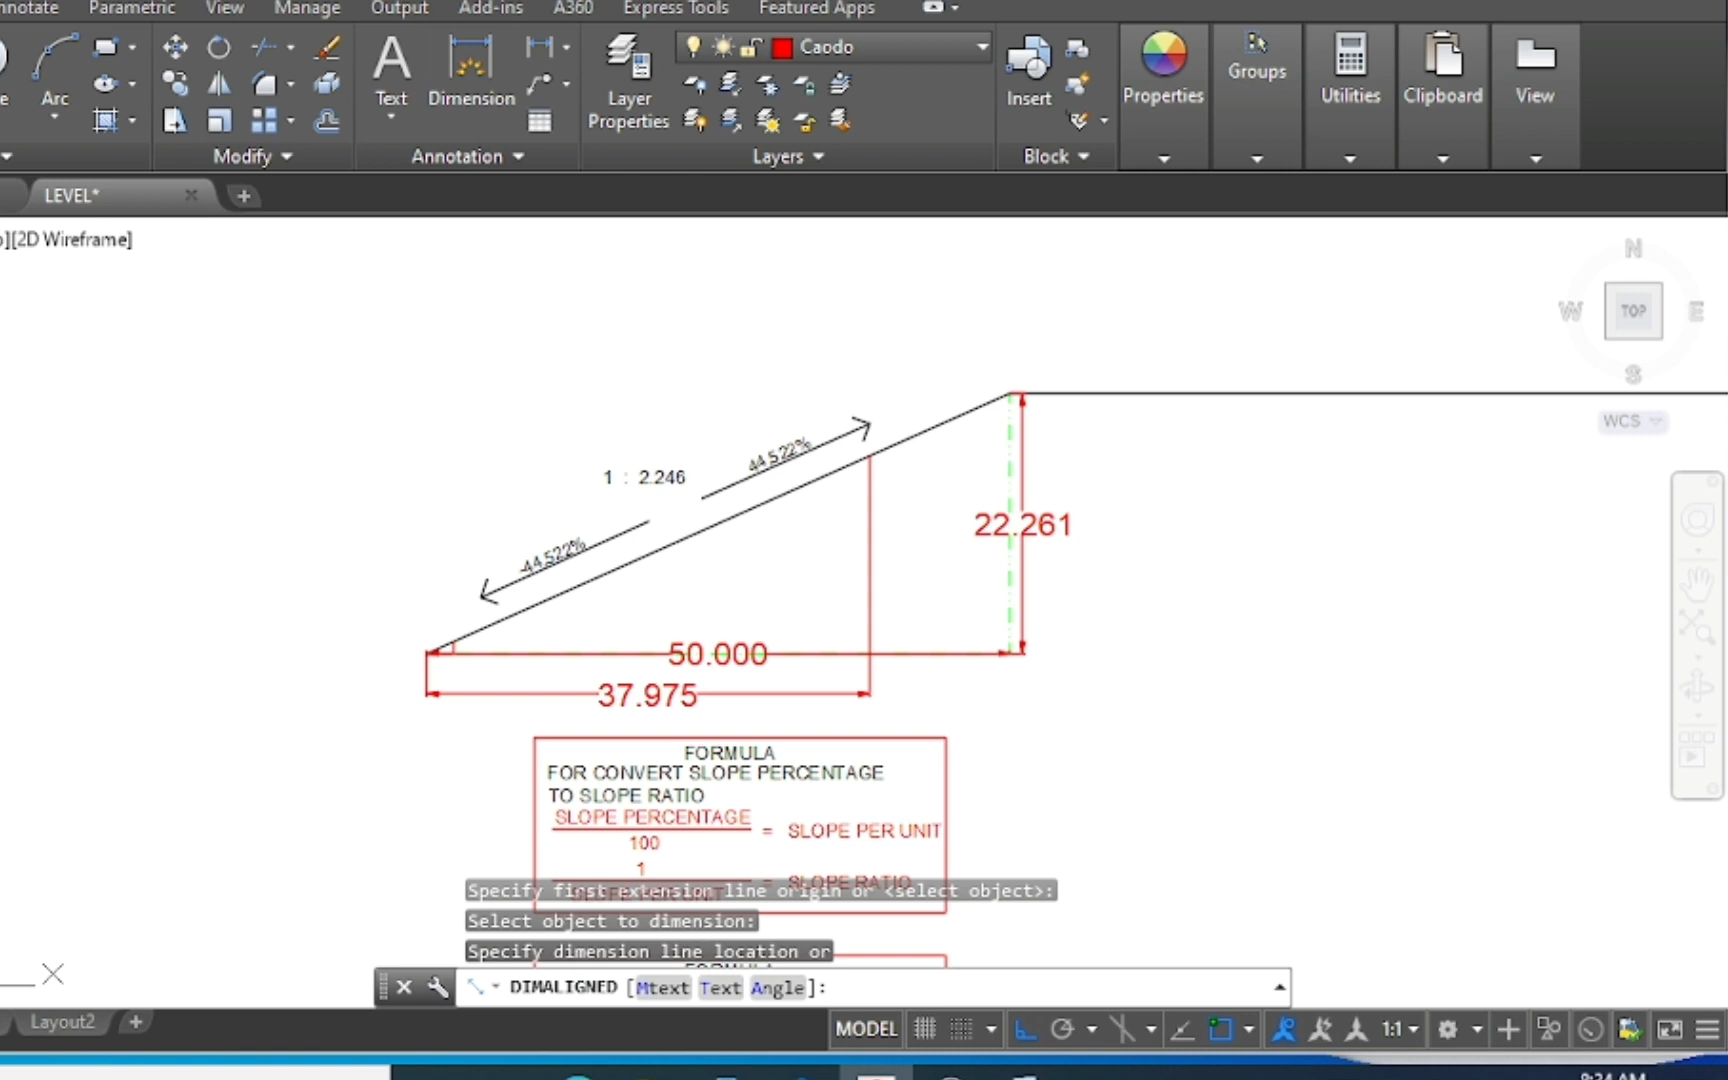 Parametric View Manage Output Add-ins A360 Express Tools Featured Apps
Caodo
Arc
Text
Dimension
Layer
Properties
Insert
Properties
Groups
Utilities
Clipboard
View
Modify
Annotation
Layers
Block
LEVEL*
[2D Wireframe]
N
W
TOP
E
S
WCS
44.522%
1 : 2.246
-44.522%
22.261
50.000
37.975
FORMULA
FOR CONVERT SLOPE PERCENTAGE
TO SLOPE RATIO
SLOPE PERCENTAGE
100
= SLOPE PER UNIT
1
= SLOPE RATIO
Specify first extension line origin or <select object>:
Select object to dimension:
Specify dimension line location or
DIMALIGNED [Mtext Text Angle]:
Layout2
MODEL
1:1